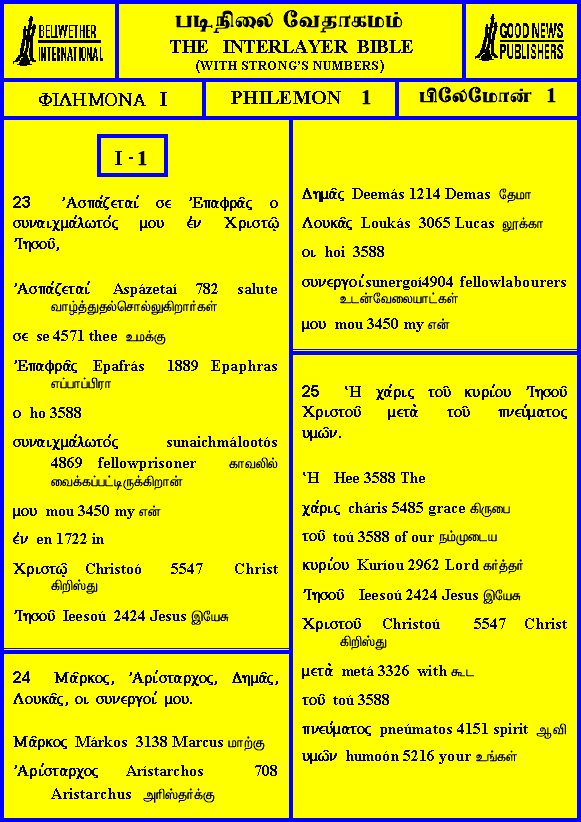 BELLWETHER
INTERNATIONAL
படிநிலை வேதாகமம்
THE INTERLAYER BIBLE
(WITH STRONG'S NUMBERS)
GOOD NEWS
PUBLISHERS
ΦΙΛΗΜΟΝΑ I
PHILEMON 1
பிலேமோன் 1
I - 1
23 Ἀσπάζεταί σε Ἐπαφρᾶς ο
συναιχμάλωτός μου ἐν Χριστῷ
Ἰησοῦ,
Ἀσπάζεταί Aspázetaí 782 salute
வாழ்த்துதல்சொல்லுகிறார்கள்
σε se 4571 thee உமக்கு
Ἐπαφρᾶς Epafrás 1889 Epaphras
எப்பாப்பிரா
ο ho 3588
συναιχμάλωτός sunaichmálootós
4869 fellowprisoner காவலில்
வைக்கப்பட்டிருக்கிறான்
μου mou 3450 my என்
ἐν en 1722 in
Χριστῷ Christoó 5547 Christ
கிறிஸ்து
Ἰησοῦ Ieesoú 2424 Jesus இயேசு
24 Μᾶρκος, Ἀρίσταρχος, Δημᾶς,
Λουκᾶς, οι συνεργοί μου.
Μᾶρκος Márkos 3138 Marcus மாற்கு
Ἀρίσταρχος Arístarchos 708
Aristarchus அரிஸ்தர்க்கு
Δημᾶς Deemás 1214 Demas தேமா
Λουκᾶς Loukás 3065 Lucas லூக்கா
οι hoi 3588
συνεργοί sunergoí4904 fellowlabourers
உடன்வேலையாட்கள்
μου mou 3450 my என்
25 Ἡ χάρις τοῦ κυρίου Ἰησοῦ
Χριστοῦ μετὰ τοῦ πνεύματος
υμῶν.
Ἡ Hee 3588 The
χάρις cháris 5485 grace கிருபை
τοῦ toú 3588 of our நம்முடைய
κυρίου Kuríou 2962 Lord கர்த்தர்
Ἰησοῦ Ieesoú 2424 Jesus இயேசு
Χριστοῦ Christoú 5547 Christ
கிறிஸ்து
μετὰ metá 3326 with கூட
τοῦ toú 3588
πνεύματος pneúmatos 4151 spirit ஆவி
υμῶν humoón 5216 your உங்கள்